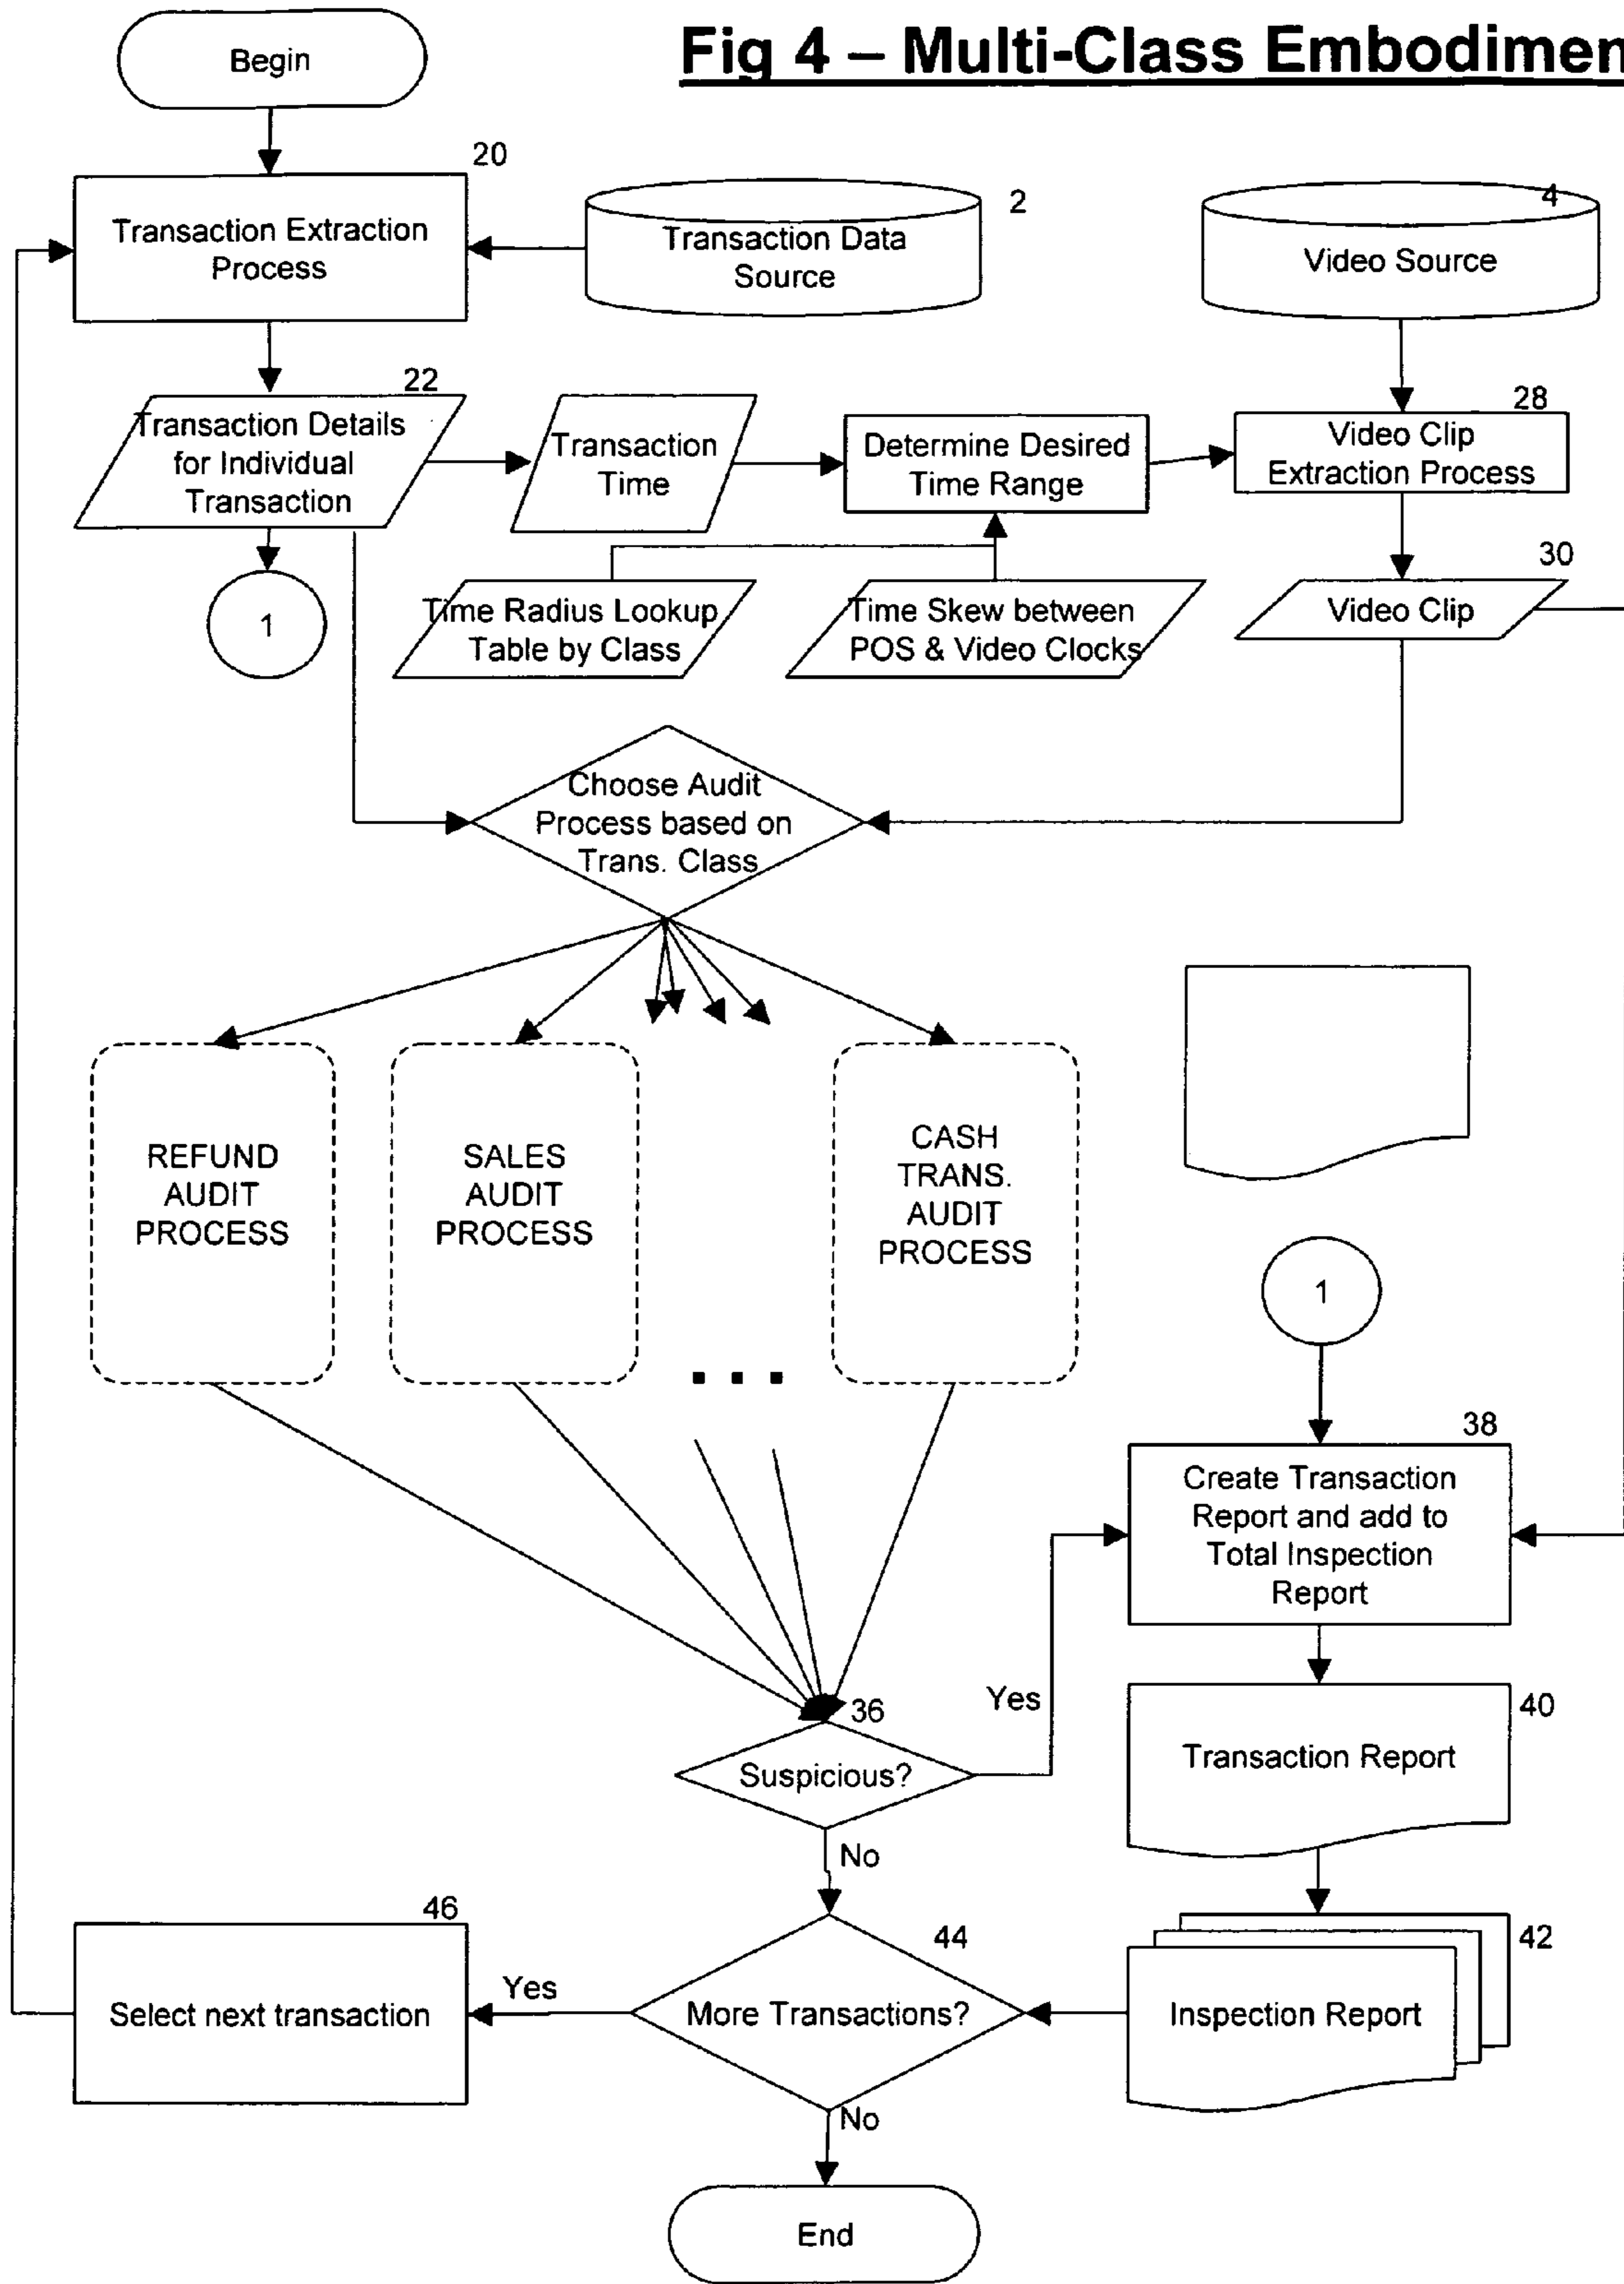 Fig 4 – Multi-Class Embodimen
Begin
20
Transaction Extraction
Process
2
Transaction Data
Source
4
Video Source
22
Transaction Details
for Individual
Transaction
Transaction
Time
Determine Desired
Time Range
28
Video Clip
Extraction Process
1
Time Radius Lookup
Table by Class
Time Skew between
POS & Video Clocks
30
Video Clip
Choose Audit
Process based on
Trans. Class
REFUND
AUDIT
PROCESS
SALES
AUDIT
PROCESS
. . .
CASH
TRANS.
AUDIT
PROCESS
1
38
Create Transaction
Report and add to
Total Inspection
Report
36
Suspicious?
Yes
No
40
Transaction Report
42
Inspection Report
44
More Transactions?
Yes
No
46
Select next transaction
End